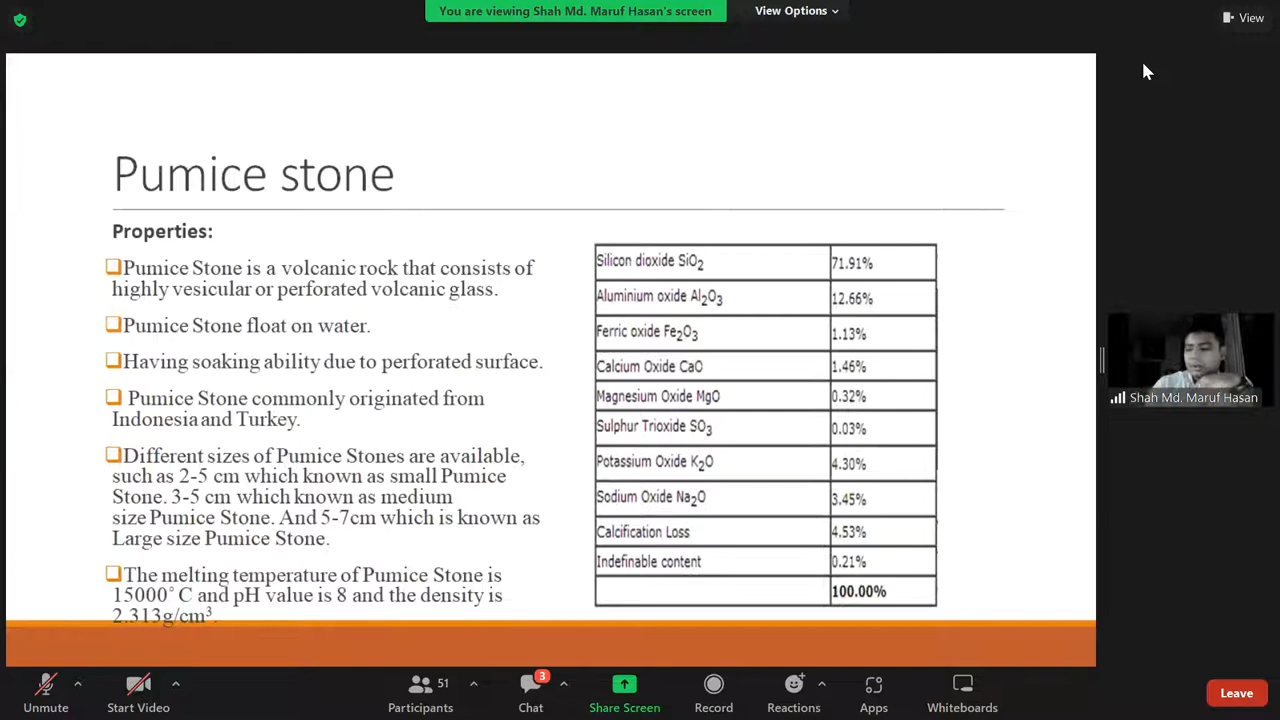 You are viewing Shah Md. Maruf Hasan's screen
View Options
View
Pumice stone
Properties:
Pumice Stone is a volcanic rock that consists of
highly vesicular or perforated volcanic glass.
Pumice Stone float on water.
Having soaking ability due to perforated surface.
Pumice Stone commonly originated from
Indonesia and Turkey.
Different sizes of Pumice Stones are available,
such as 2-5 cm which known as small Pumice
Stone. 3-5 cm which known as medium
size Pumice Stone. And 5-7cm which is known as
Large size Pumice Stone.
The melting temperature of Pumice Stone is
15000° C and pH value is 8 and the density is
2.313g/cm³.
Silicon dioxide SiO₂ 71.91%
Aluminium oxide Al₂O₃ 12.66%
Ferric oxide Fe₂O₃ 1.13%
Calcium Oxide CaO 1.46%
Magnesium Oxide MgO 0.32%
Sulphur Trioxide SO₃ 0.03%
Potassium Oxide K₂O 4.30%
Sodium Oxide Na₂O 3.45%
Calcification Loss 4.53%
Indefinable content 0.21%
100.00%
Shah Md. Maruf Hasan
Unmute
Start Video
51
Participants
3
Chat
Share Screen
Record
Reactions
Apps
Whiteboards
Leave